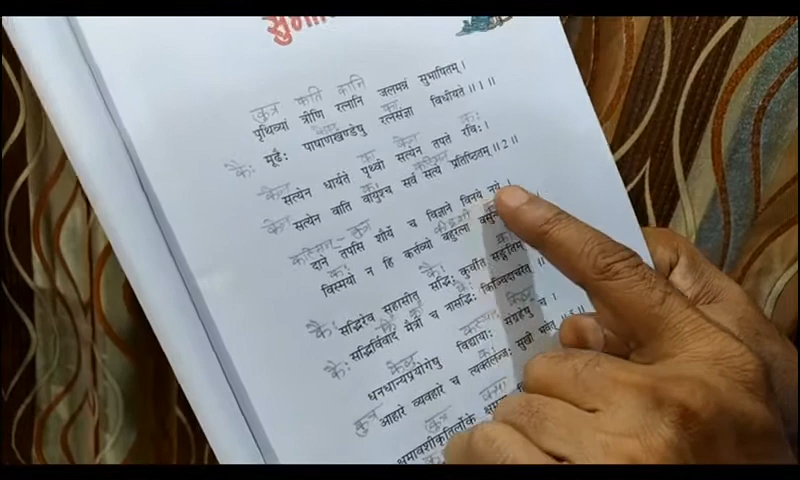 सुभा
कुत्र कति कानि
पृथिव्यां त्रीणि रत्नानि जलमन्नं सुभाषितम् ।
कैः कुत्र का
मूढैः पाषाणखण्डेषु रत्नसंज्ञा विधीयते ॥1॥
केन का केन कः
सत्येन धार्यते पृथ्वी सत्येन तपते रविः ।
केन कः कस्मिन्
सत्येन वाति वायुश्च सर्वं सत्ये प्रतिष्ठितम् ॥2॥
कस्मिन् - कुत्र
दाने तपसि शौर्ये च विज्ञाने विनये नये ।
कः कीदृशी
विस्मयो न हि कर्त्तव्यो बहुरत्ना
कैः कैः
सद्भिरेव सहासीत सद्भिः कुर्वीत सङ्गतिम्
कैः कैः
सद्भिर्विवादं मैत्रीं च नासद्भिः किञ्चिदाचरेत्
धनधान्यप्रयोगेषु विद्यायाः संग्रहेषु च ।
कुत्र कः
आहारे व्यवहारे च त्यक्तलज्जः सुखी भवेत्
कुत्र
क्षमावशीकृतिर्लोके